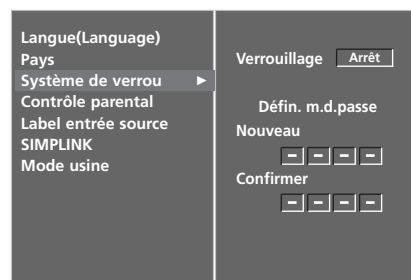 Langue(Language)
Pays
Système de verrou ►
Contrôle parental
Label entrée source
SIMPLINK
Mode usine
Verrouillage Arrêt
Défin. m.d.passe
Nouveau
– – – –
Confirmer
– – – –